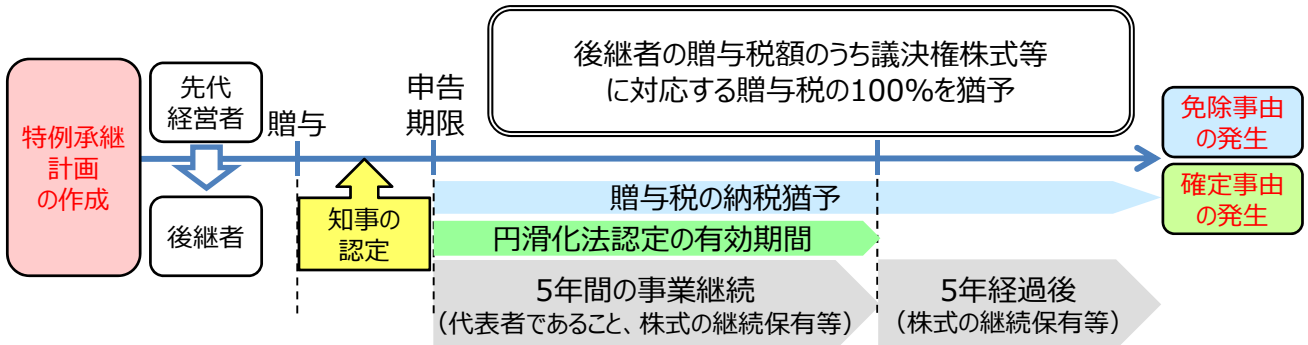 特例承継
計画
の作成
先代
経営者
後継者
贈与
知事の
認定
申告
期限
後継者の贈与税額のうち議決権株式等
に対応する贈与税の100%を猶予
贈与税の納税猶予
円滑化法認定の有効期間
5年間の事業継続
（代表者であること、株式の継続保有等）
5年経過後
（株式の継続保有等）
免除事由
の発生
確定事由
の発生